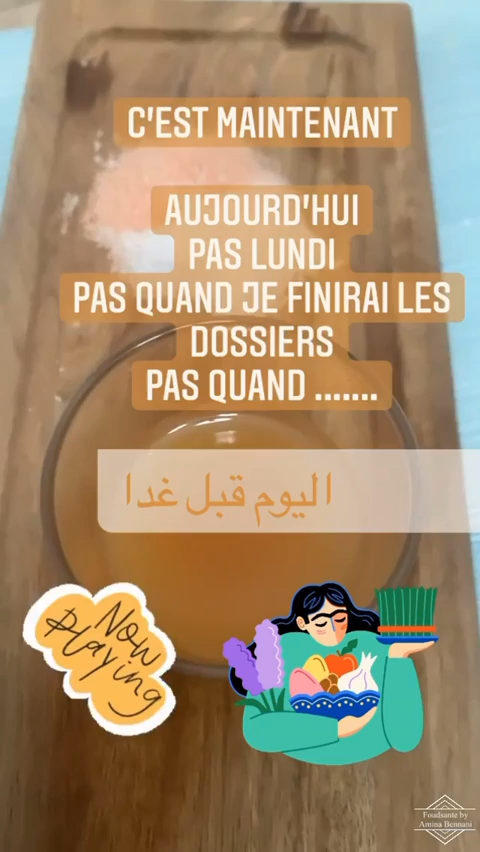 C'EST MAINTENANT
AUJOURD'HUI
PAS LUNDI
PAS QUAND JE FINIRAI LES
DOSSIERS
PAS QUAND .......
اليوم قبل غدا
Now
Playing
Foudsante by
Amina Bennani